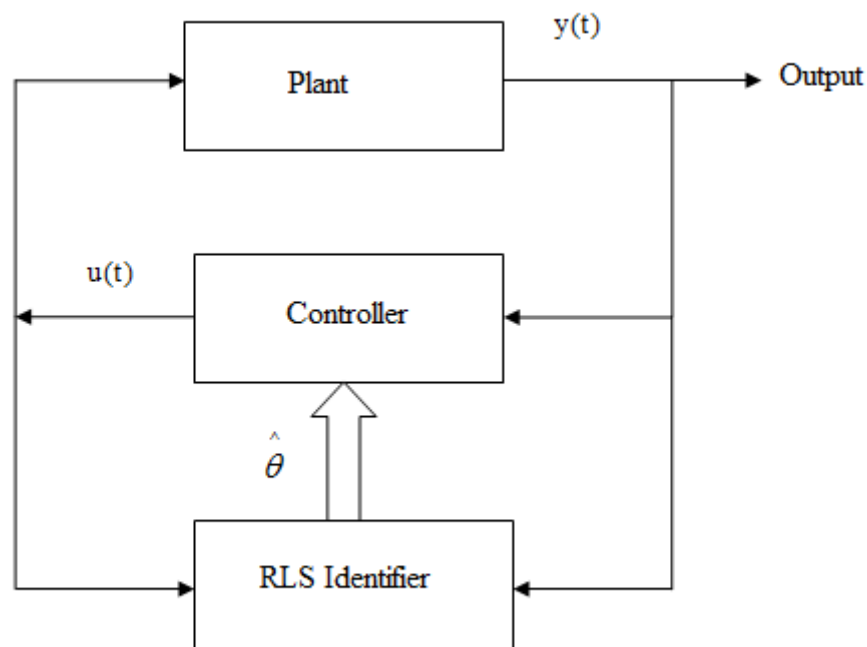 y(t)
Plant
Output
u(t)
Controller
^
θ
RLS Identifier